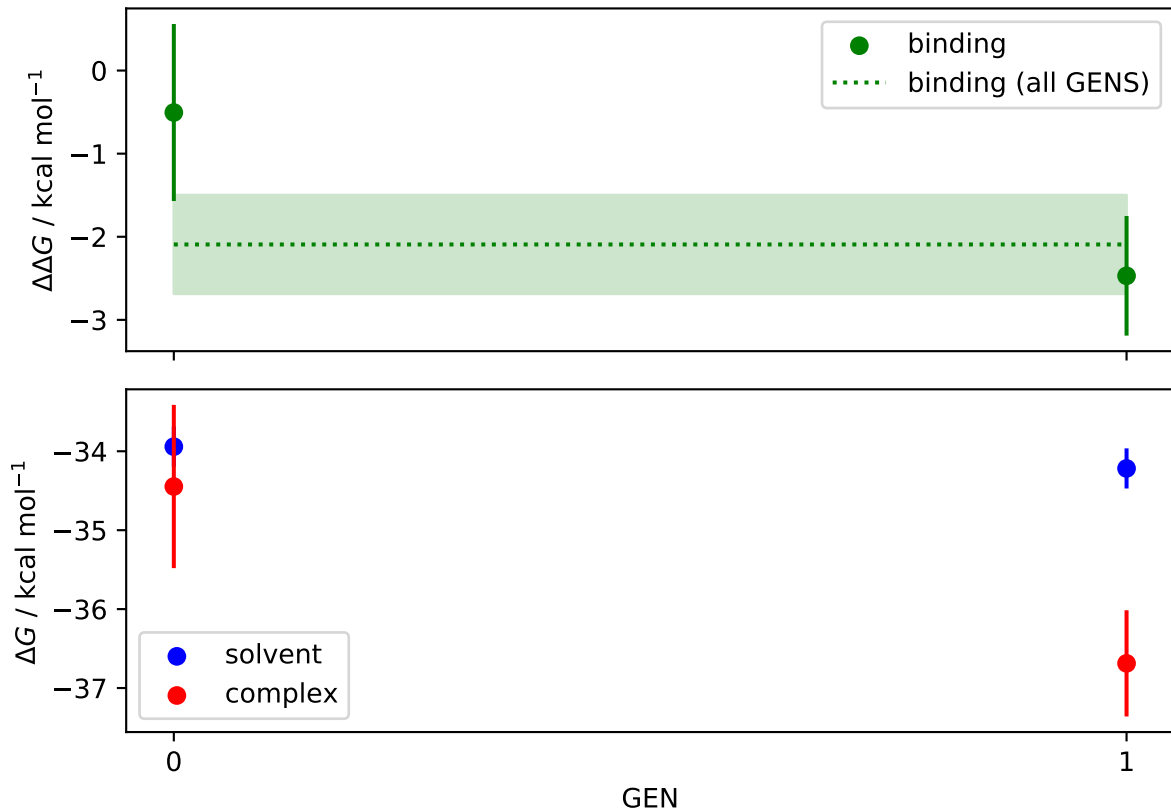 binding
binding (all GENS)
ΔΔG / kcal mol⁻¹
0
−1
−2
−3
ΔG / kcal mol⁻¹
−34
−35
−36
−37
solvent
complex
0
1
GEN